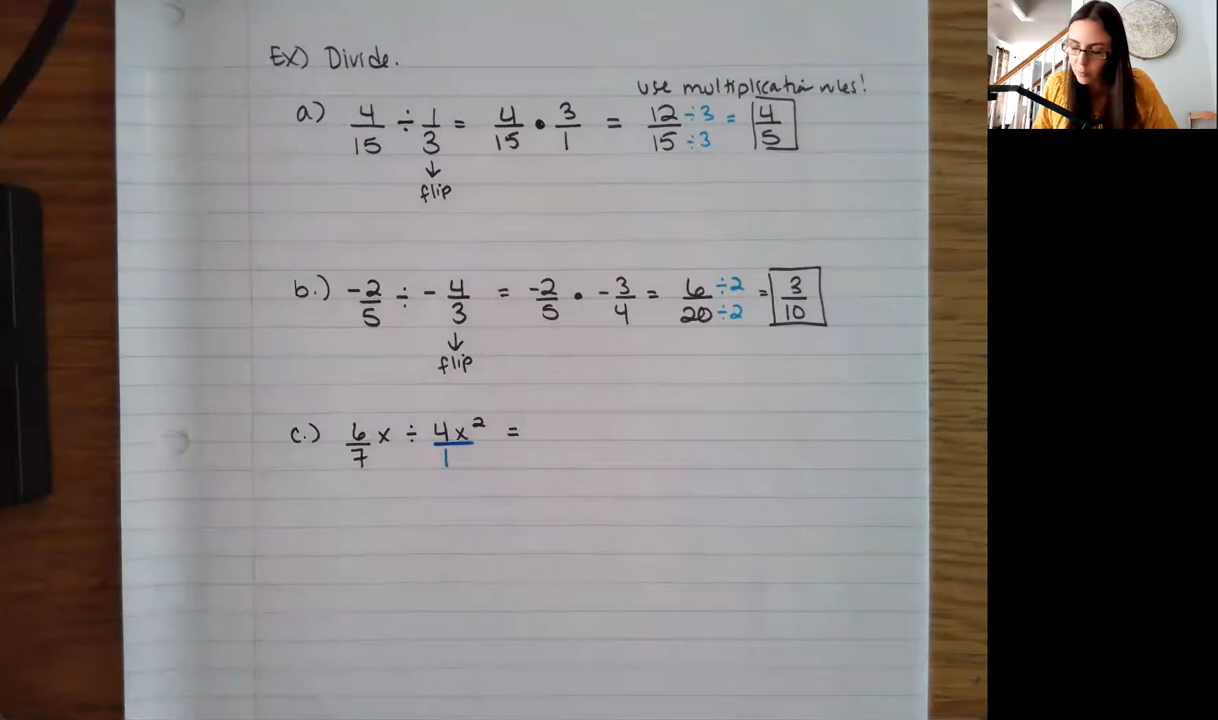 Ex) Divide.
use multiplication rules!
a.) 4/15 ÷ 1/3 = 4/15 • 3/1 = 12/15 ÷3/÷3 = 4/5
↓
flip
b.) -2/5 ÷ -4/3 = -2/5 • -3/4 = 6/20 ÷2/÷2 = 3/10
↓
flip
c.) 6/7 x ÷ 4x²/1 =